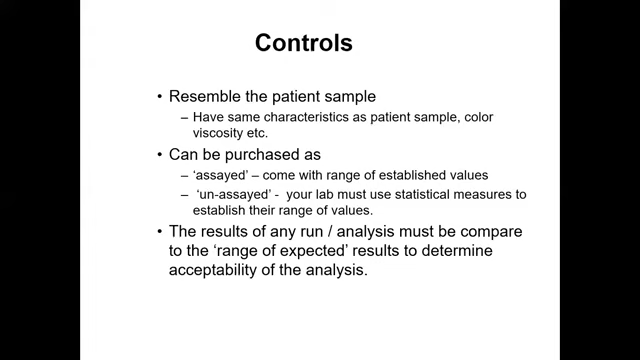 Controls
• Resemble the patient sample
– Have same characteristics as patient sample, color
viscosity etc.
• Can be purchased as
– ‘assayed’ – come with range of established values
– ‘un-assayed’ - your lab must use statistical measures to
establish their range of values.
• The results of any run / analysis must be compare
to the ‘range of expected’ results to determine
acceptability of the analysis.